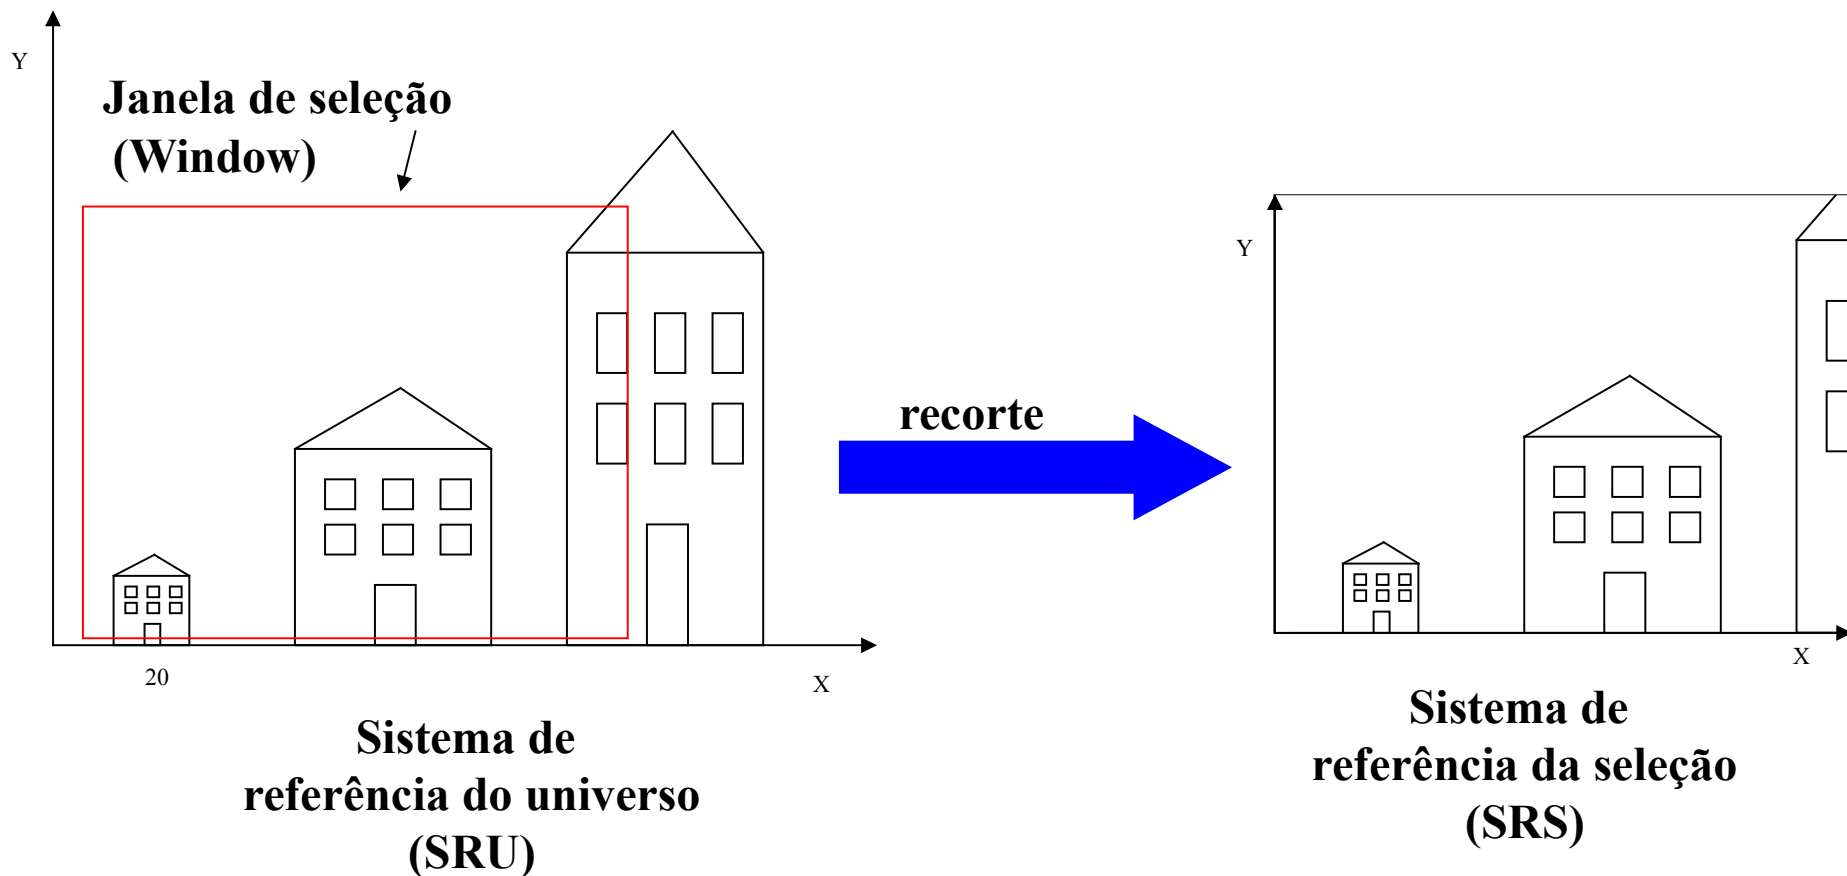 Y
Janela de seleção
(Window)
20
X
Sistema de
referência do universo
(SRU)
recorte
Y
X
Sistema de
referência da seleção
(SRS)